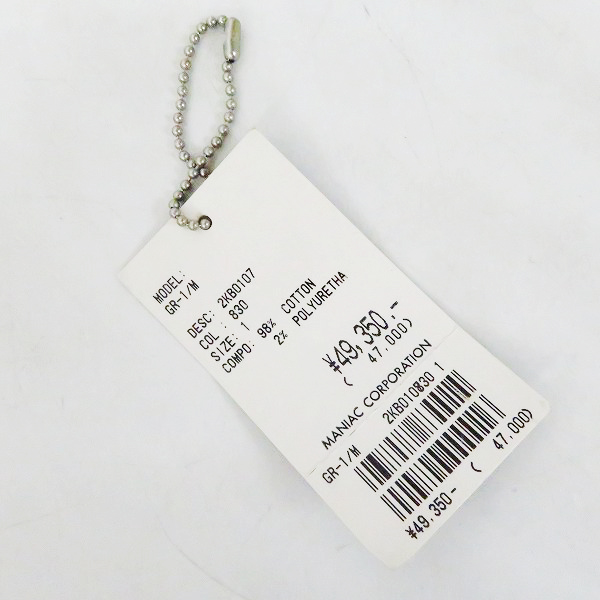 MODEL:
GR-1/M
DESC: 2KB0107
COL : 830
SIZE: 1
COMPO: 98% COTTON
2% POLYURETHA
¥49,350.-
( 47.000)
MANIAC CORPORATION
GR-1/M 2KB0107830 1
¥49.350- ( 47.000)